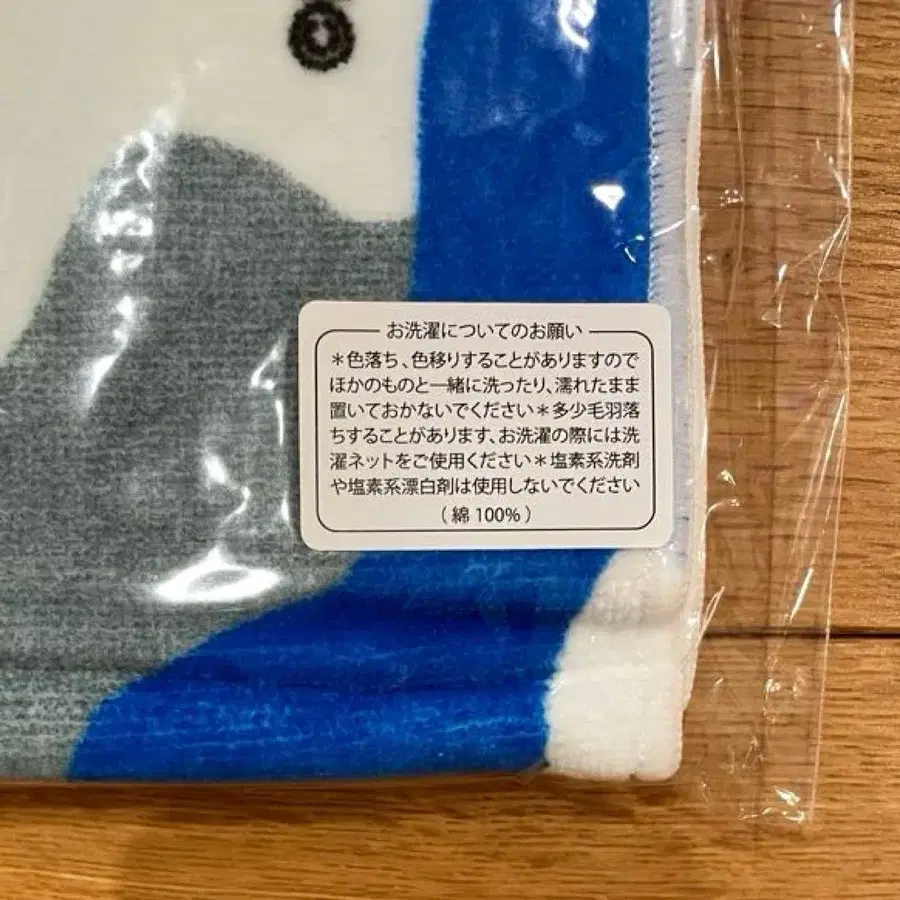 お洗濯についてのお願い
＊色落ち、色移りすることがありますので
ほかのものと一緒に洗ったり、濡れたまま
置いておかないでください＊多少毛羽落
ちすることがあります、お洗濯の際には洗
濯ネットをご使用ください＊塩素系洗剤
や塩素系漂白剤は使用しないでください
（綿100％）